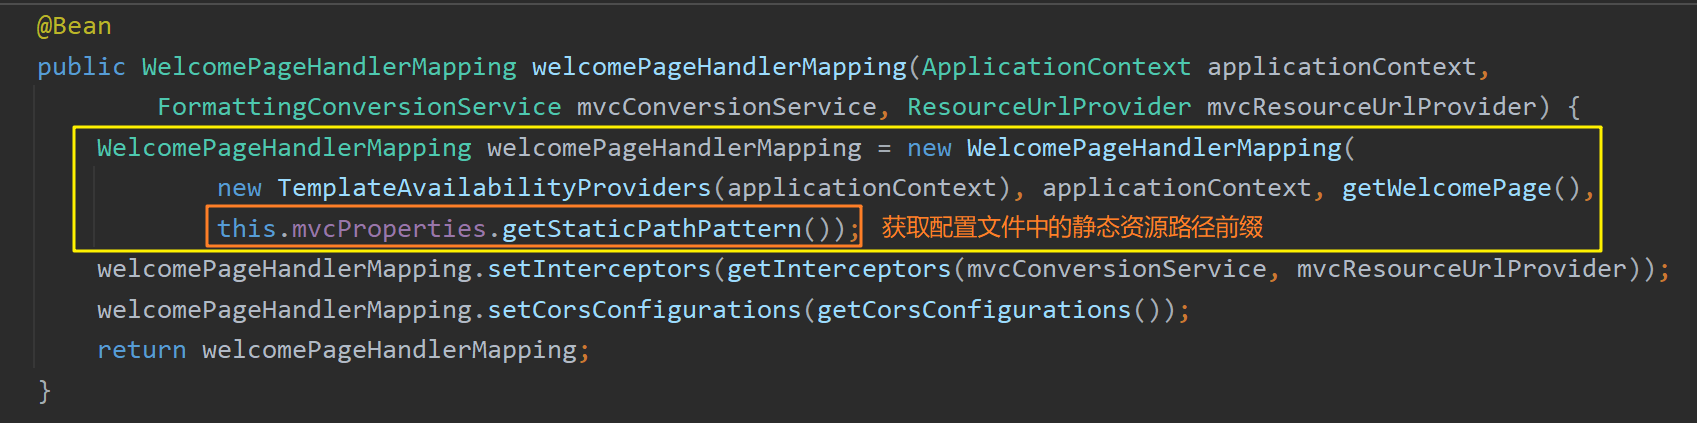 @Bean
public WelcomePageHandlerMapping welcomePageHandlerMapping(ApplicationContext applicationContext,
FormattingConversionService mvcConversionService, ResourceUrlProvider mvcResourceUrlProvider) {
WelcomePageHandlerMapping welcomePageHandlerMapping = new WelcomePageHandlerMapping(
new TemplateAvailabilityProviders(applicationContext), applicationContext, getWelcomePage(),
this.mvcProperties.getStaticPathPattern()); 获取配置文件中的静态资源路径前缀
welcomePageHandlerMapping.setInterceptors(getInterceptors(mvcConversionService, mvcResourceUrlProvider));
welcomePageHandlerMapping.setCorsConfigurations(getCorsConfigurations());
return welcomePageHandlerMapping;
}